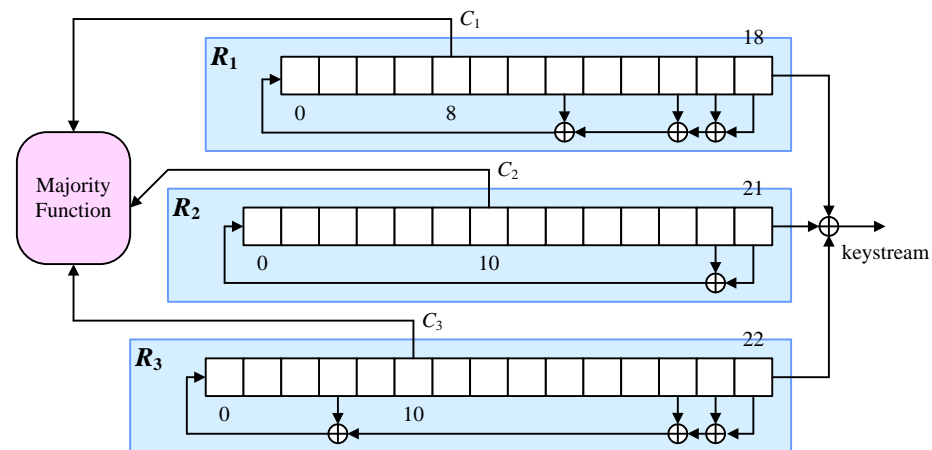 C1
18
R1
0
8
Majority
Function
C2
21
R2
0
10
keystream
C3
22
R3
0
10